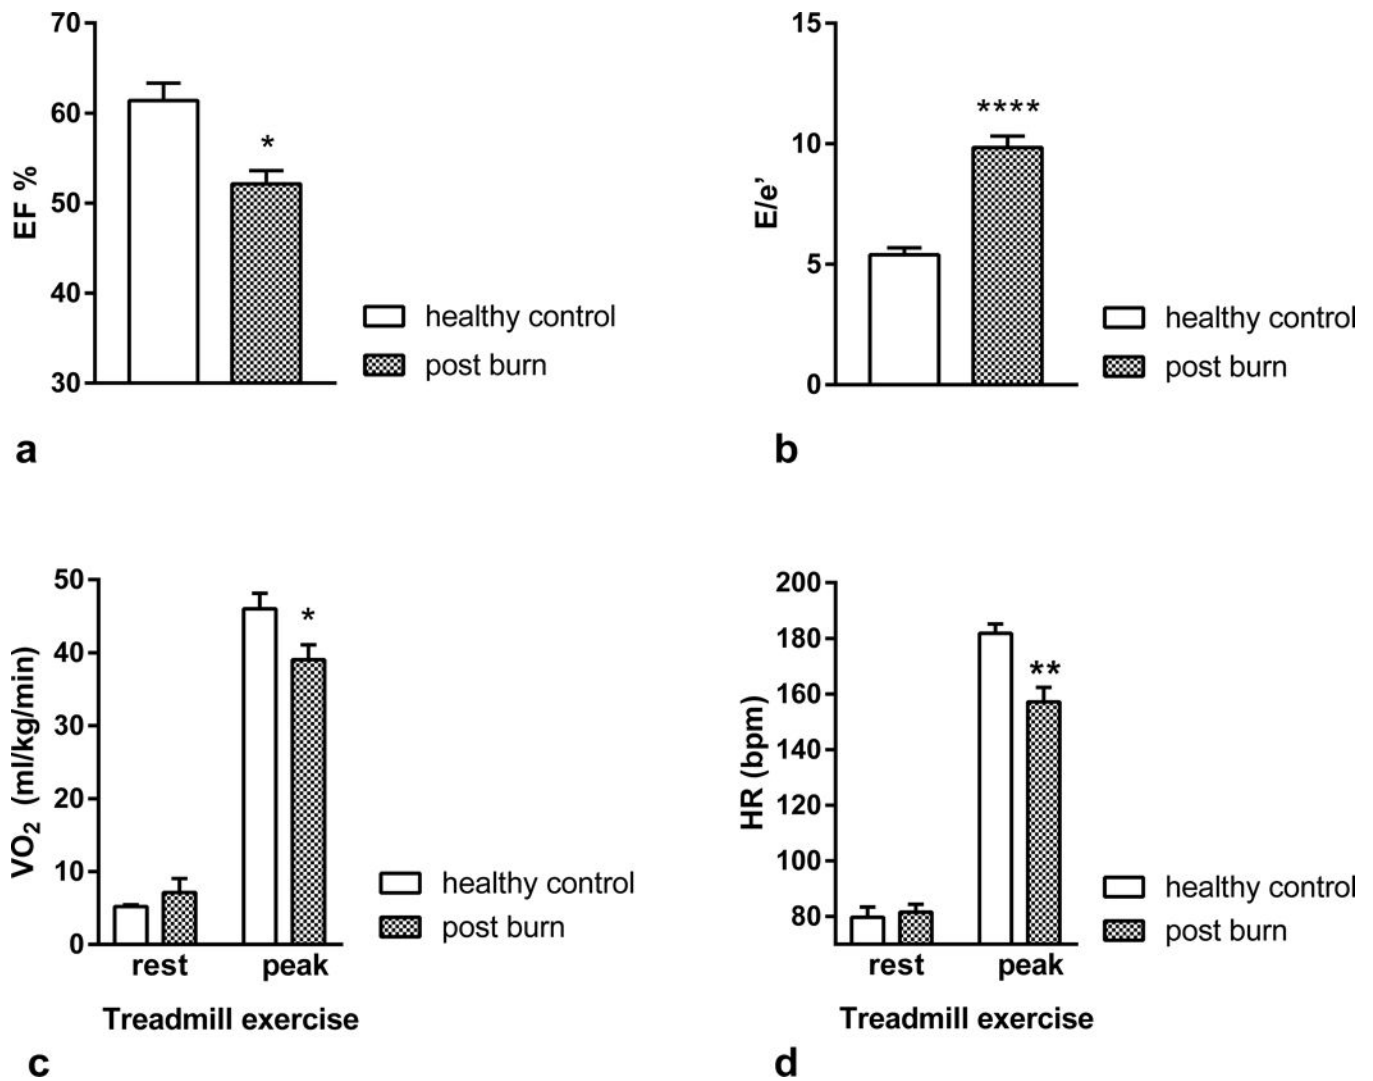 70
60
50
40
30
EF %
*
healthy control
post burn
a
15
10
5
0
E/e’
****
healthy control
post burn
b
50
40
30
20
10
0
VO₂ (ml/kg/min)
*
rest peak
Treadmill exercise
healthy control
post burn
c
200
180
160
140
120
100
80
HR (bpm)
**
rest peak
Treadmill exercise
healthy control
post burn
d